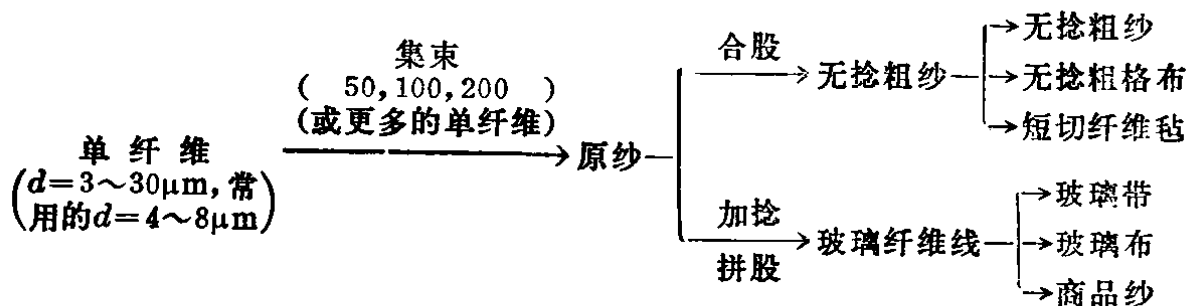 单纤维
(d=3～30μm,常
用的d=4～8μm)
集束
( 50,100,200 )
(或更多的单纤维)
原纱
合股
无捻粗纱
无捻粗纱
无捻粗格布
短切纤维毡
加捻
拼股
玻璃纤维线
玻璃带
玻璃布
商品纱